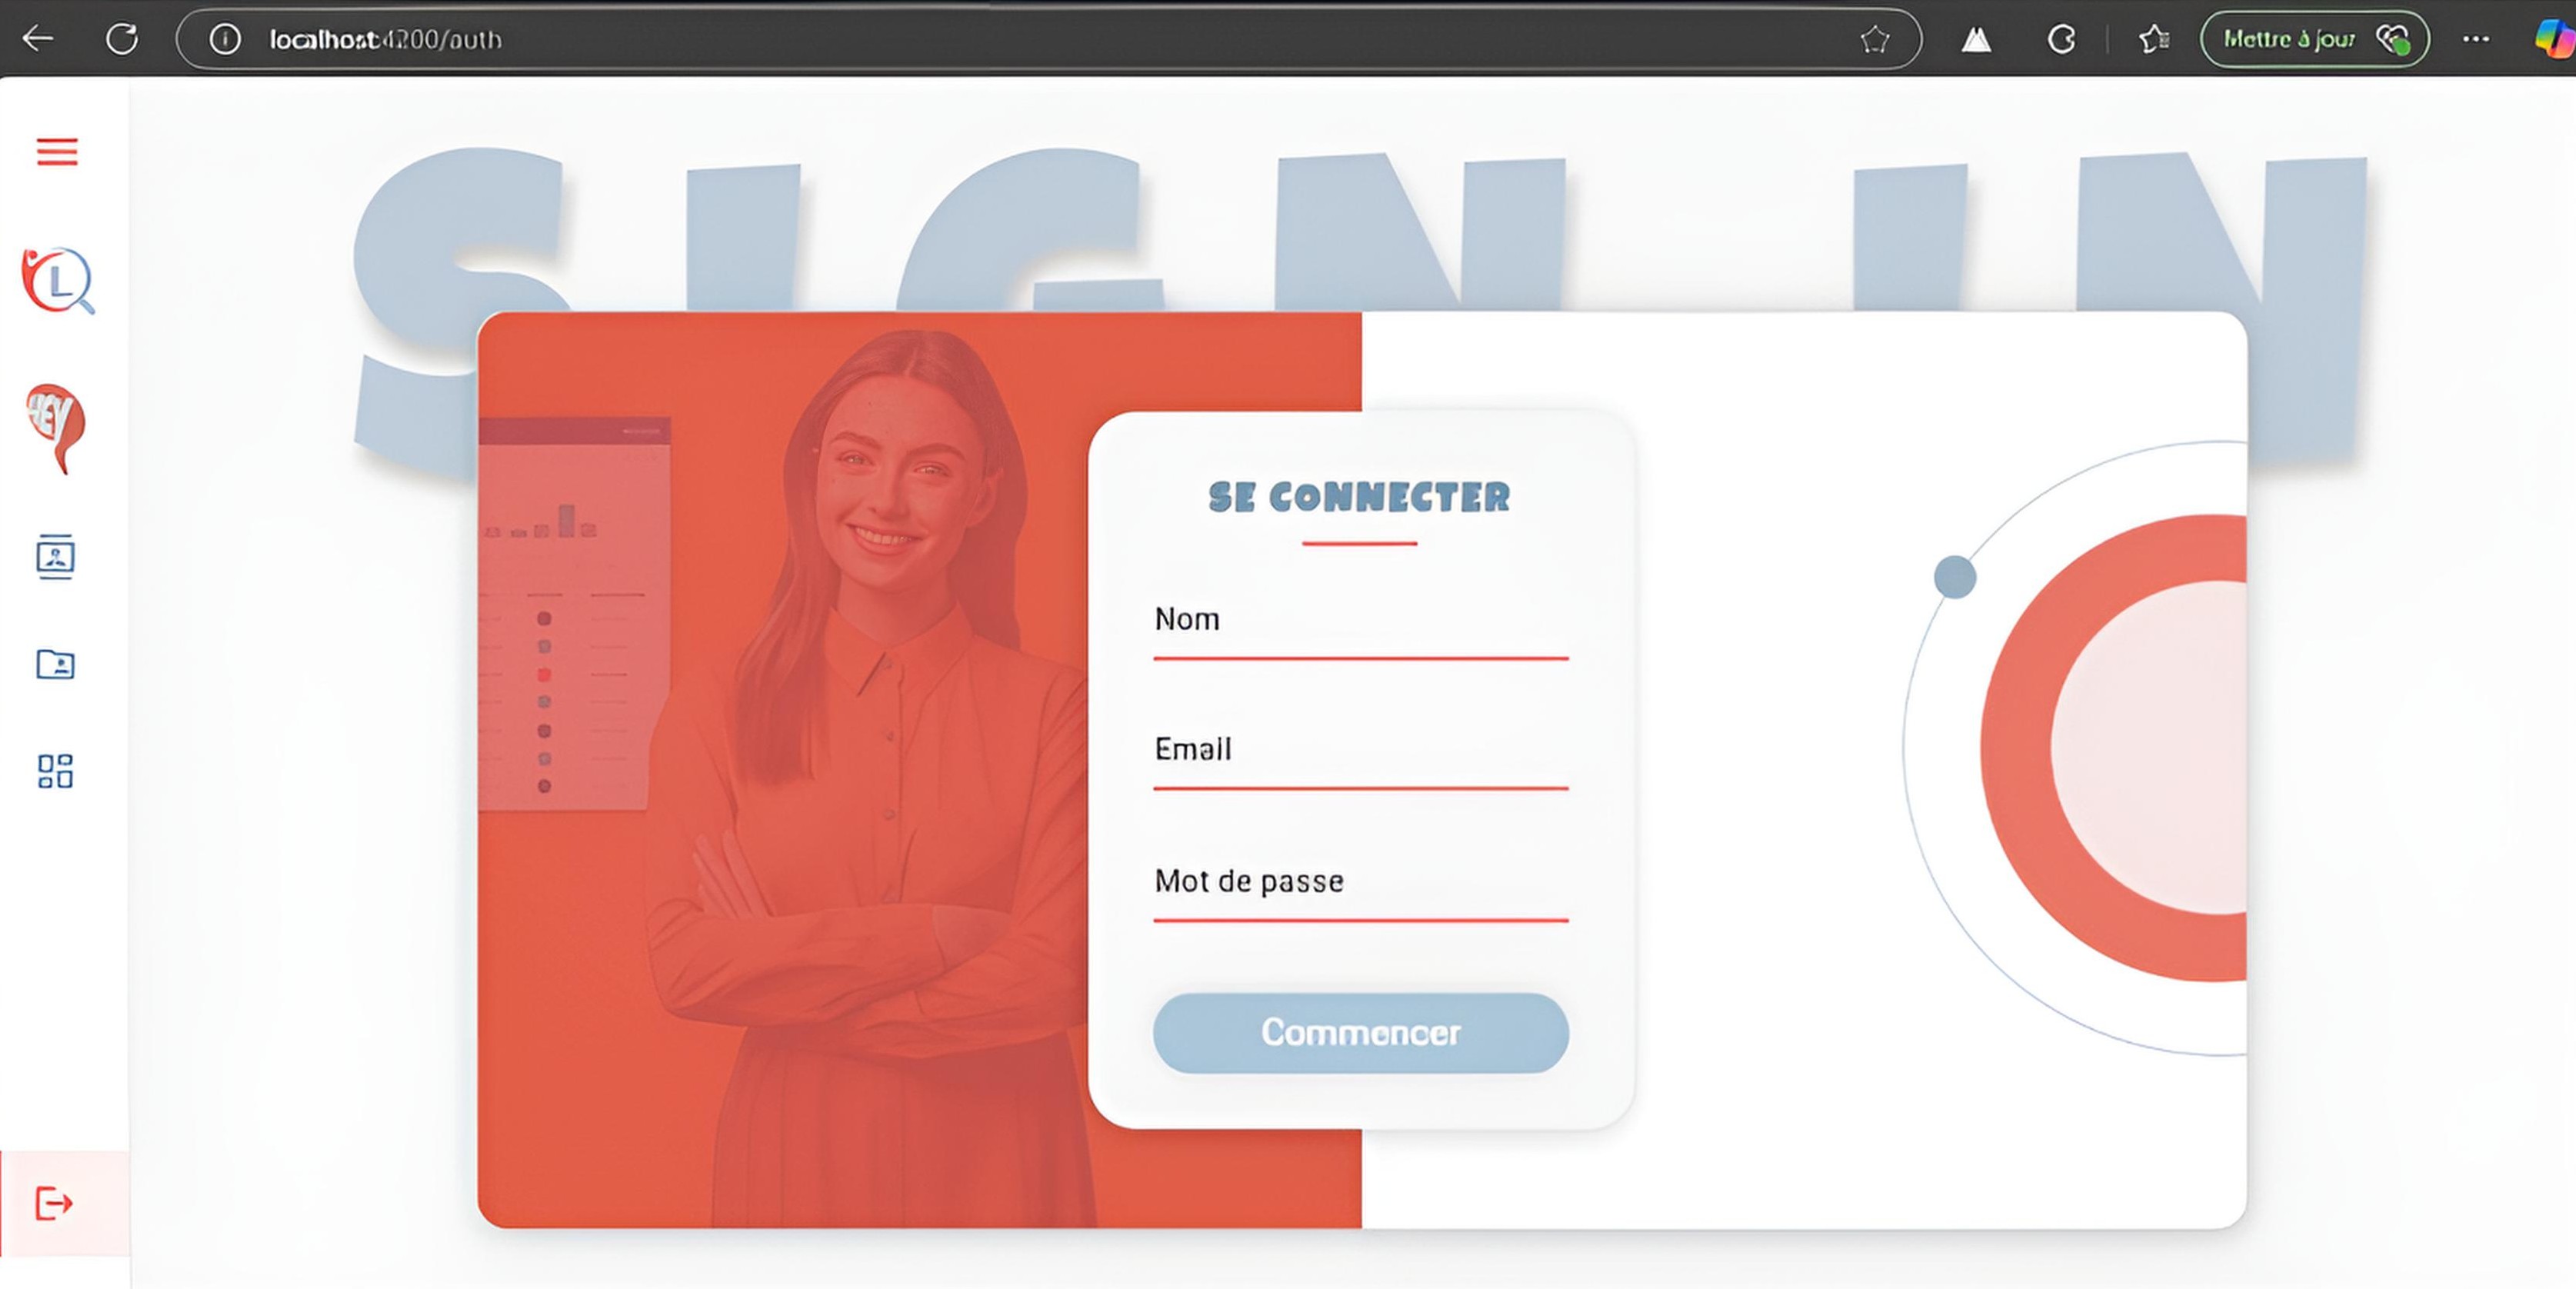 localhost:4200/auth
Mettre à jour
SIGN IN
L
HEY
SE CONNECTER
Nom
Email
Mot de passe
Commencer